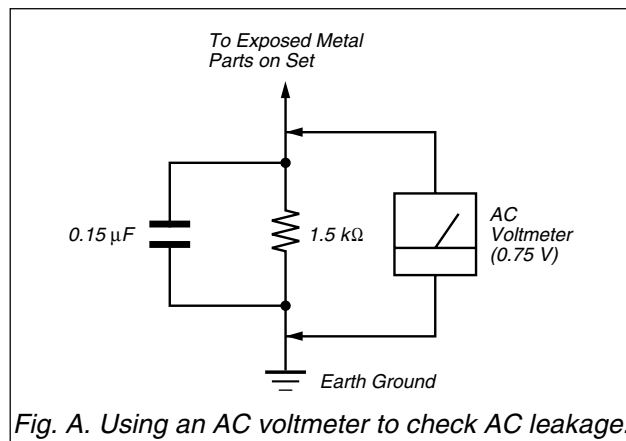 To Exposed Metal
Parts on Set
0.15 µF
1.5 kΩ
AC
Voltmeter
(0.75 V)
Earth Ground
Fig. A. Using an AC voltmeter to check AC leakage.